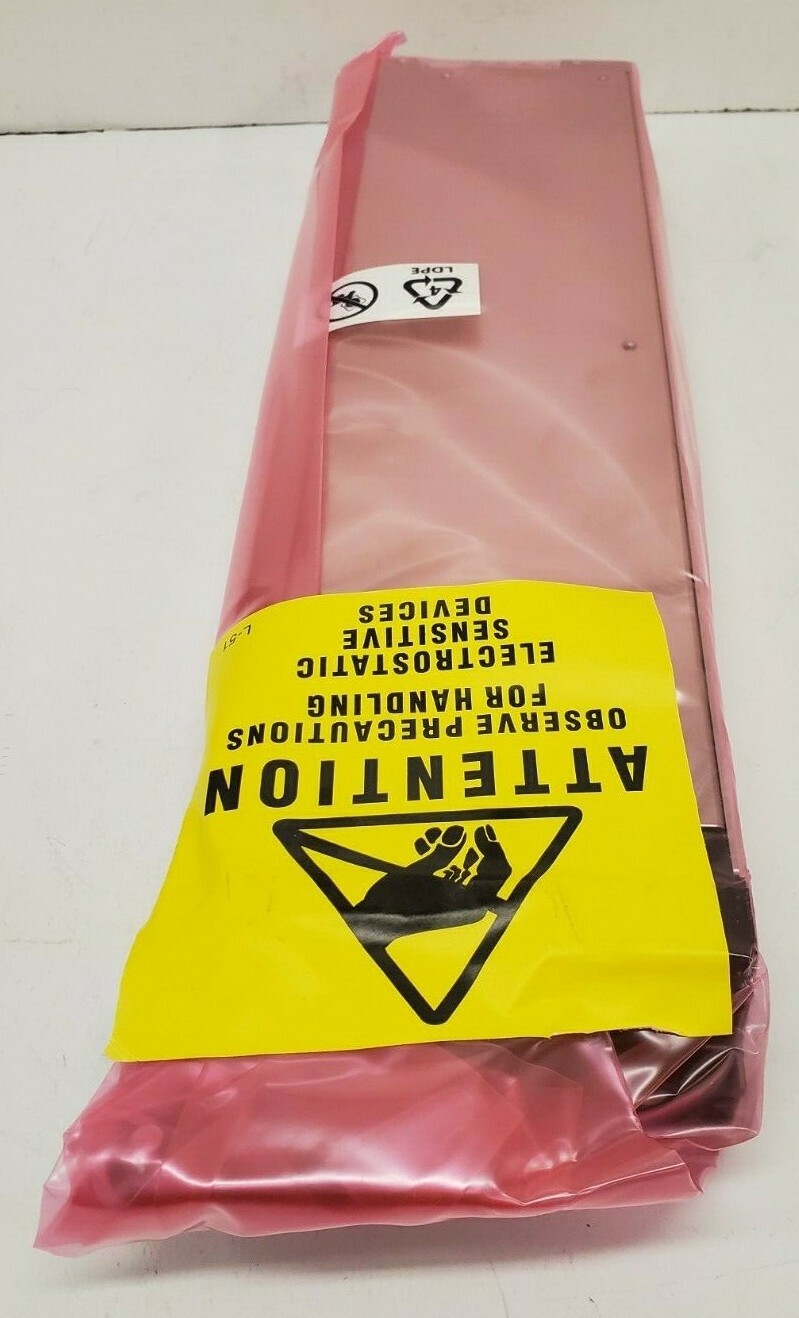 ATTENTION
OBSERVE PRECAUTIONS
FOR HANDLING
ELECTROSTATIC
SENSITIVE
DEVICES
L-51
4
LDPE